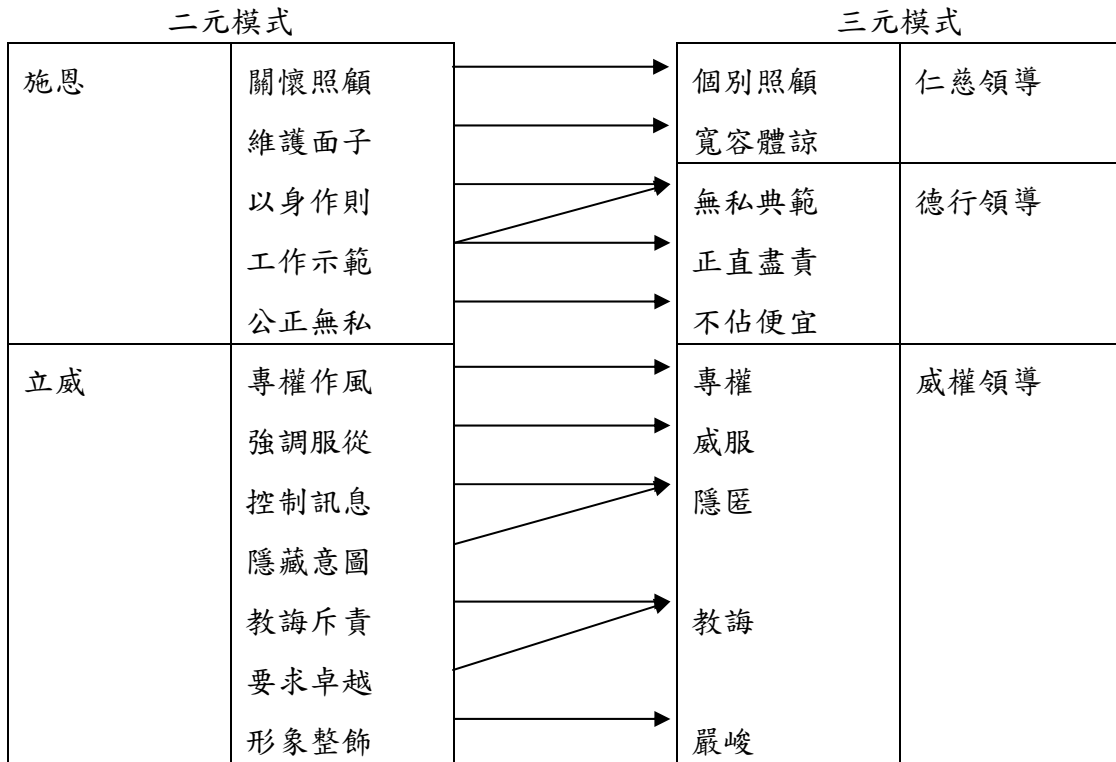 二元模式 三元模式
施恩 關懷照顧 個別照顧 仁慈領導
維護面子 寬容體諒
以身作則 無私典範 德行領導
工作示範 正直盡責
公正無私 不佔便宜
立威 專權作風 專權 威權領導
強調服從 威服
控制訊息 隱匿
隱藏意圖
教誨斥責 教誨
要求卓越
形象整飾 嚴峻